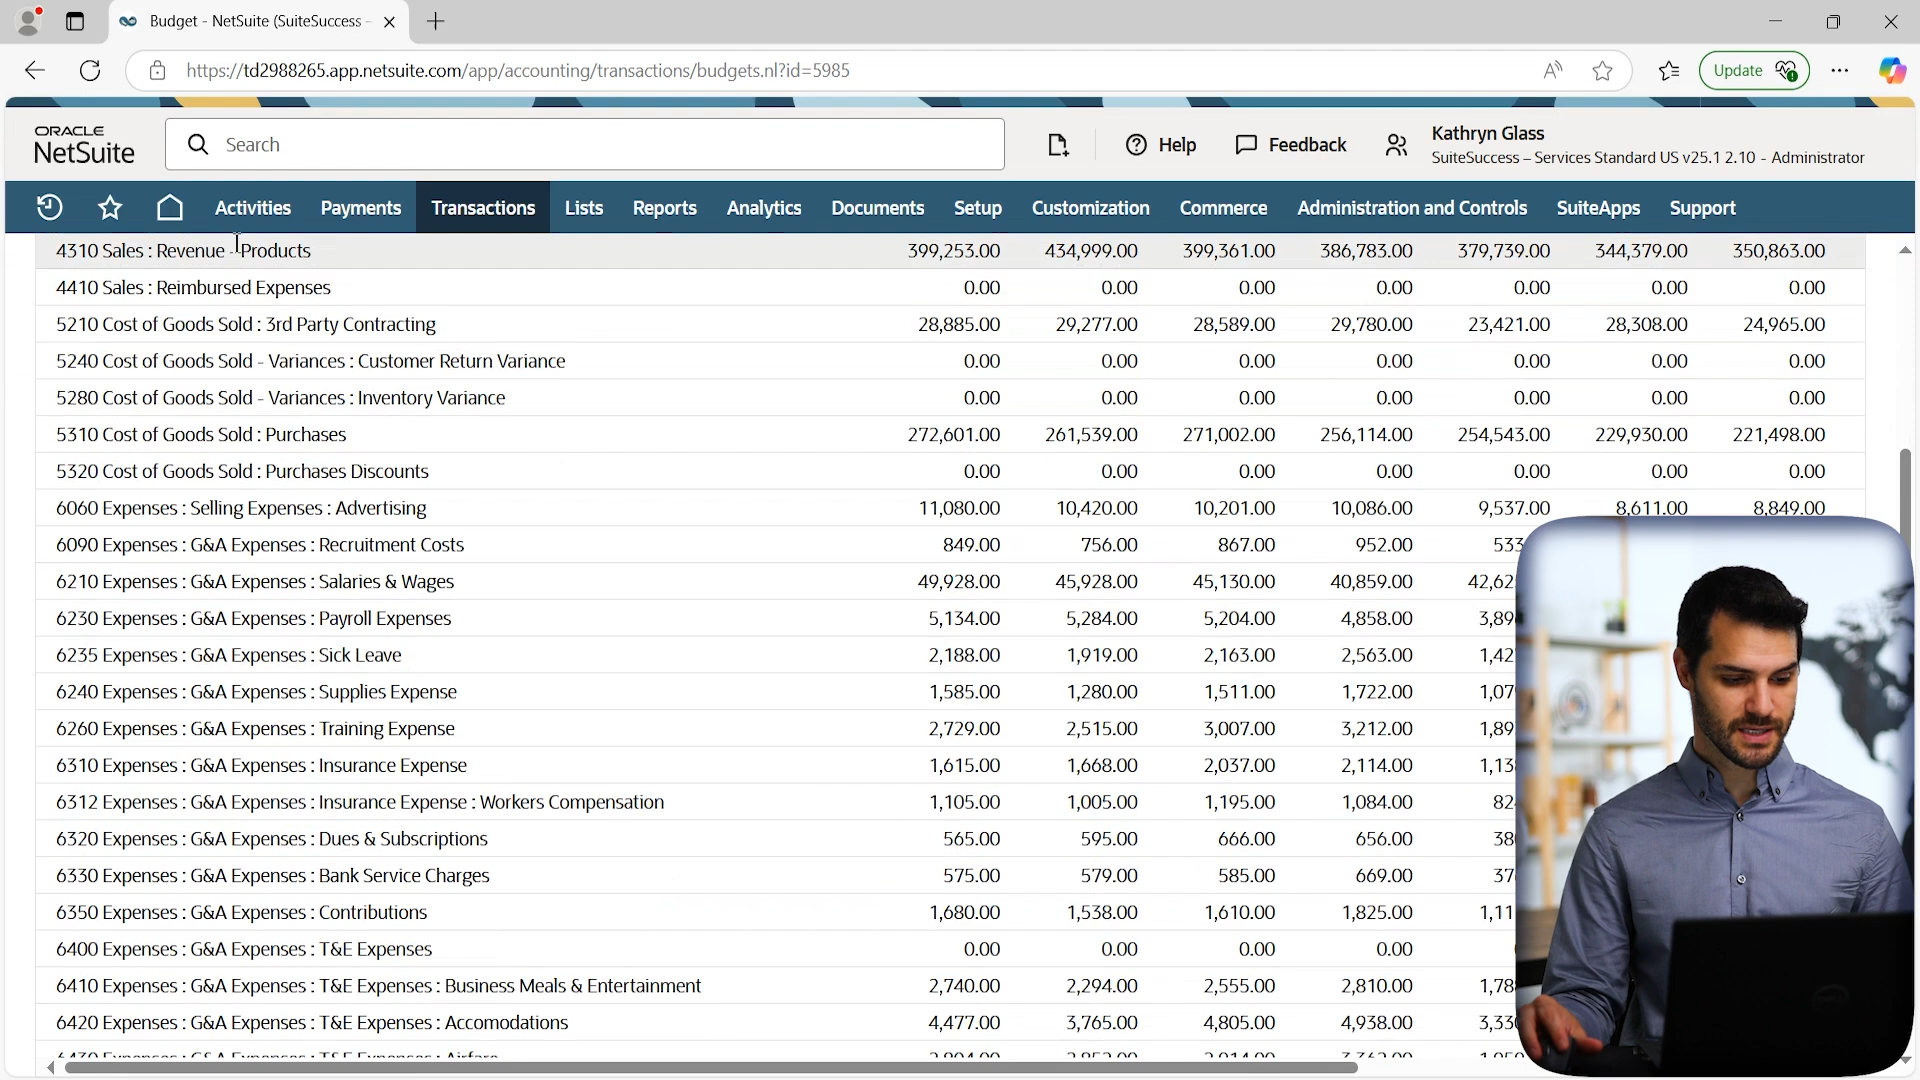 Budget - NetSuite (SuiteSuccess -
https://td2988265.app.netsuite.com/app/accounting/transactions/budgets.nl?id=5985
Update
ORACLE
NetSuite
Search
Help
Feedback
Kathryn Glass
SuiteSuccess – Services Standard US v25.1 2.10 - Administrator
Activities Payments Transactions Lists Reports Analytics Documents Setup Customization Commerce Administration and Controls SuiteApps Support
4310 Sales : Revenue - Products 399,253.00 434,999.00 399,361.00 386,783.00 379,739.00 344,379.00 350,863.00
4410 Sales : Reimbursed Expenses 0.00 0.00 0.00 0.00 0.00 0.00 0.00
5210 Cost of Goods Sold : 3rd Party Contracting 28,885.00 29,277.00 28,589.00 29,780.00 23,421.00 28,308.00 24,965.00
5240 Cost of Goods Sold - Variances : Customer Return Variance 0.00 0.00 0.00 0.00 0.00 0.00 0.00
5280 Cost of Goods Sold - Variances : Inventory Variance 0.00 0.00 0.00 0.00 0.00 0.00 0.00
5310 Cost of Goods Sold : Purchases 272,601.00 261,539.00 271,002.00 256,114.00 254,543.00 229,930.00 221,498.00
5320 Cost of Goods Sold : Purchases Discounts 0.00 0.00 0.00 0.00 0.00 0.00 0.00
6060 Expenses : Selling Expenses : Advertising 11,080.00 10,420.00 10,201.00 10,086.00 9,537.00 8,611.00 8,849.00
6090 Expenses : G&A Expenses : Recruitment Costs 849.00 756.00 867.00 952.00 533
6210 Expenses : G&A Expenses : Salaries & Wages 49,928.00 45,928.00 45,130.00 40,859.00 42,62
6230 Expenses : G&A Expenses : Payroll Expenses 5,134.00 5,284.00 5,204.00 4,858.00 3,89
6235 Expenses : G&A Expenses : Sick Leave 2,188.00 1,919.00 2,163.00 2,563.00 1,42
6240 Expenses : G&A Expenses : Supplies Expense 1,585.00 1,280.00 1,511.00 1,722.00 1,07
6260 Expenses : G&A Expenses : Training Expense 2,729.00 2,515.00 3,007.00 3,212.00 1,89
6310 Expenses : G&A Expenses : Insurance Expense 1,615.00 1,668.00 2,037.00 2,114.00 1,13
6312 Expenses : G&A Expenses : Insurance Expense : Workers Compensation 1,105.00 1,005.00 1,195.00 1,084.00 82
6320 Expenses : G&A Expenses : Dues & Subscriptions 565.00 595.00 666.00 656.00 38
6330 Expenses : G&A Expenses : Bank Service Charges 575.00 579.00 585.00 669.00 37
6350 Expenses : G&A Expenses : Contributions 1,680.00 1,538.00 1,610.00 1,825.00 1,11
6400 Expenses : G&A Expenses : T&E Expenses 0.00 0.00 0.00 0.00
6410 Expenses : G&A Expenses : T&E Expenses : Business Meals & Entertainment 2,740.00 2,294.00 2,555.00 2,810.00 1,78
6420 Expenses : G&A Expenses : T&E Expenses : Accomodations 4,477.00 3,765.00 4,805.00 4,938.00 3,33